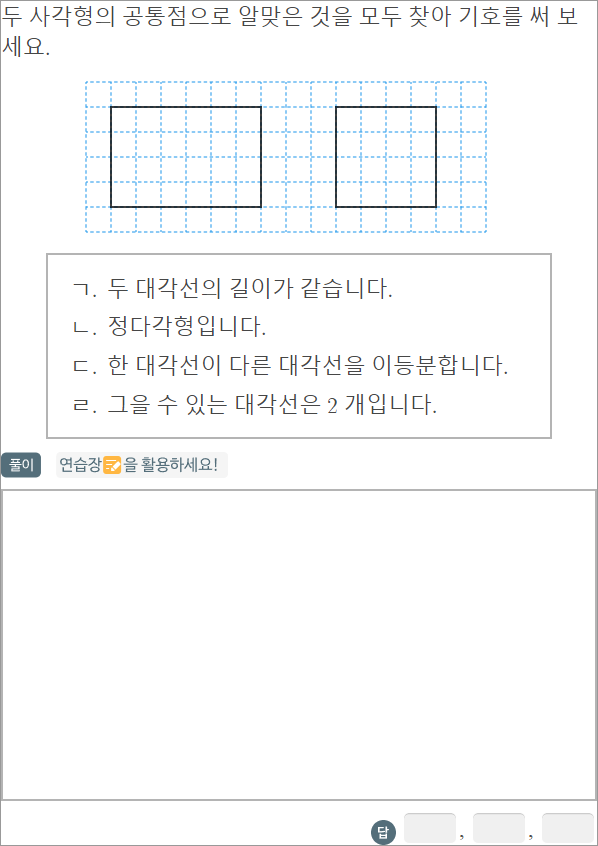 두 사각형의 공통점으로 알맞은 것을 모두 찾아 기호를 써 보
세요.
ㄱ. 두 대각선의 길이가 같습니다.
ㄴ. 정다각형입니다.
ㄷ. 한 대각선이 다른 대각선을 이등분합니다.
ㄹ. 그을 수 있는 대각선은 2 개입니다.
풀이 연습장을 활용하세요!
답 , ,